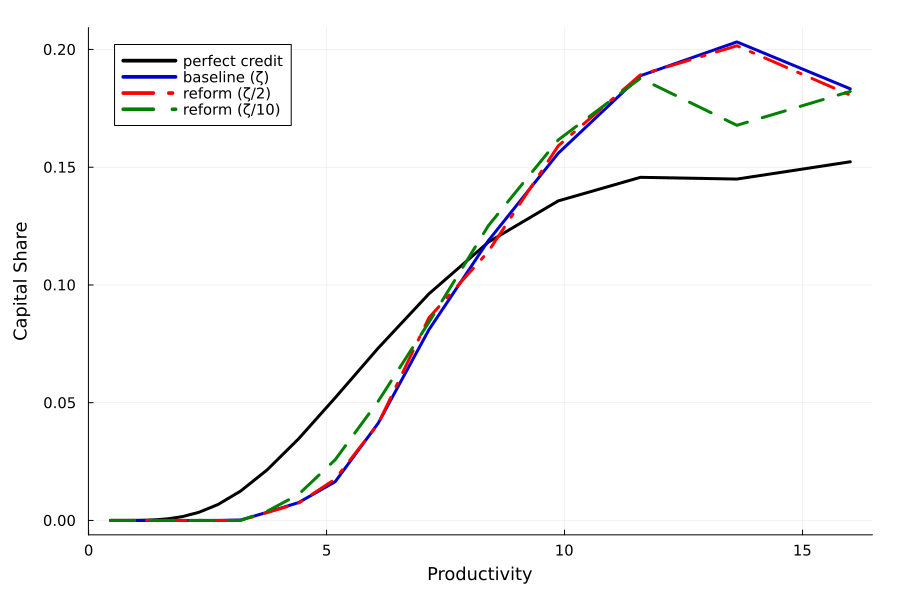 perfect credit
baseline (ζ)
reform (ζ/2)
reform (ζ/10)
0.20
0.15
0.10
0.05
0.00
Capital Share
0
5
10
15
Productivity